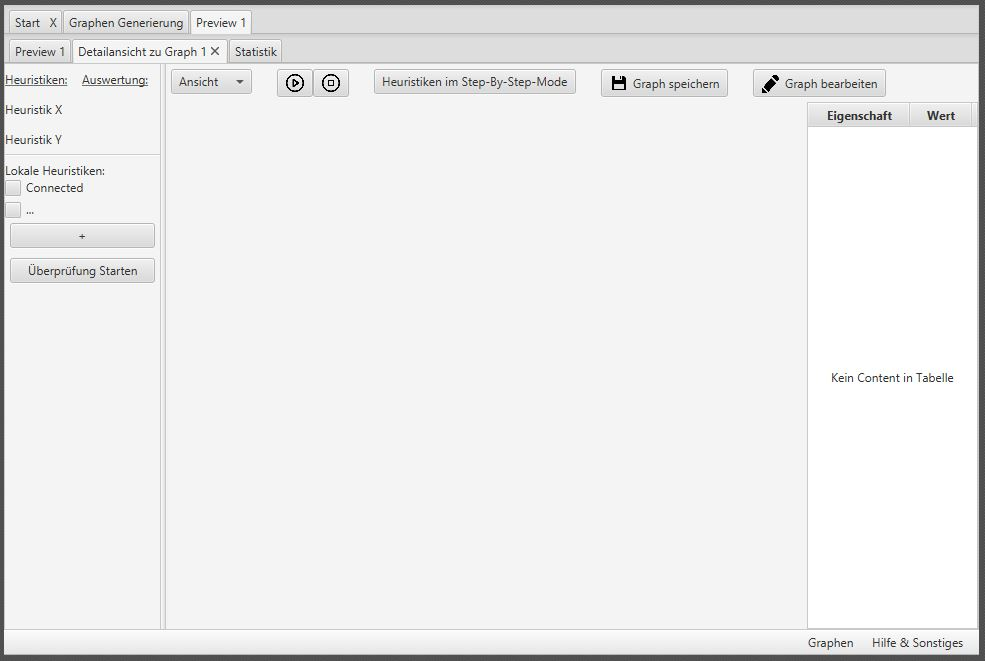 Start X Graphen Generierung Preview 1
Preview 1 Detailansicht zu Graph 1 ✕ Statistik
Heuristiken: Auswertung: Ansicht Heuristiken im Step-By-Step-Mode Graph speichern Graph bearbeiten
Heuristik X
Heuristik Y
Eigenschaft Wert
Lokale Heuristiken:
Connected
...
+
Überprüfung Starten
Kein Content in Tabelle
Graphen Hilfe & Sonstiges